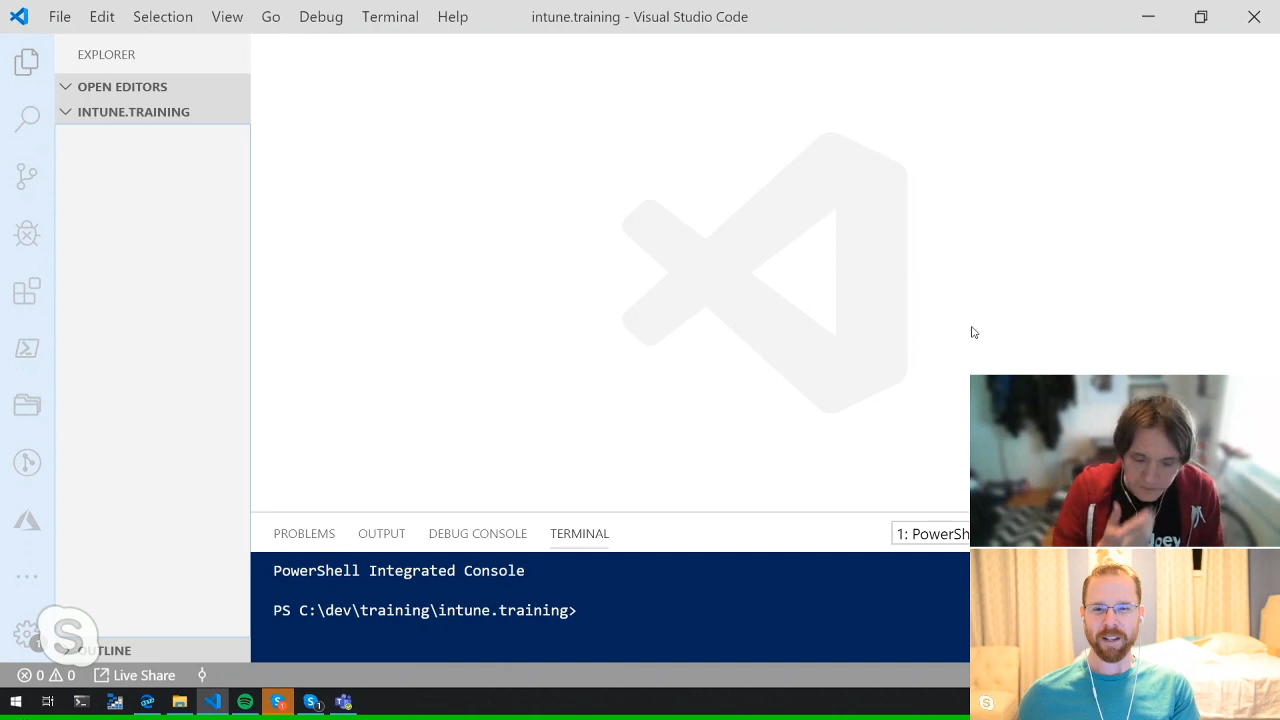 File Edit Selection View Go Debug Terminal Help
intune.training - Visual Studio Code
EXPLORER
OPEN EDITORS
INTUNE.TRAINING
PROBLEMS OUTPUT DEBUG CONSOLE TERMINAL
1: PowerSh
PowerShell Integrated Console
PS C:\dev\training\intune.training>
OUTLINE
0 0 Live Share